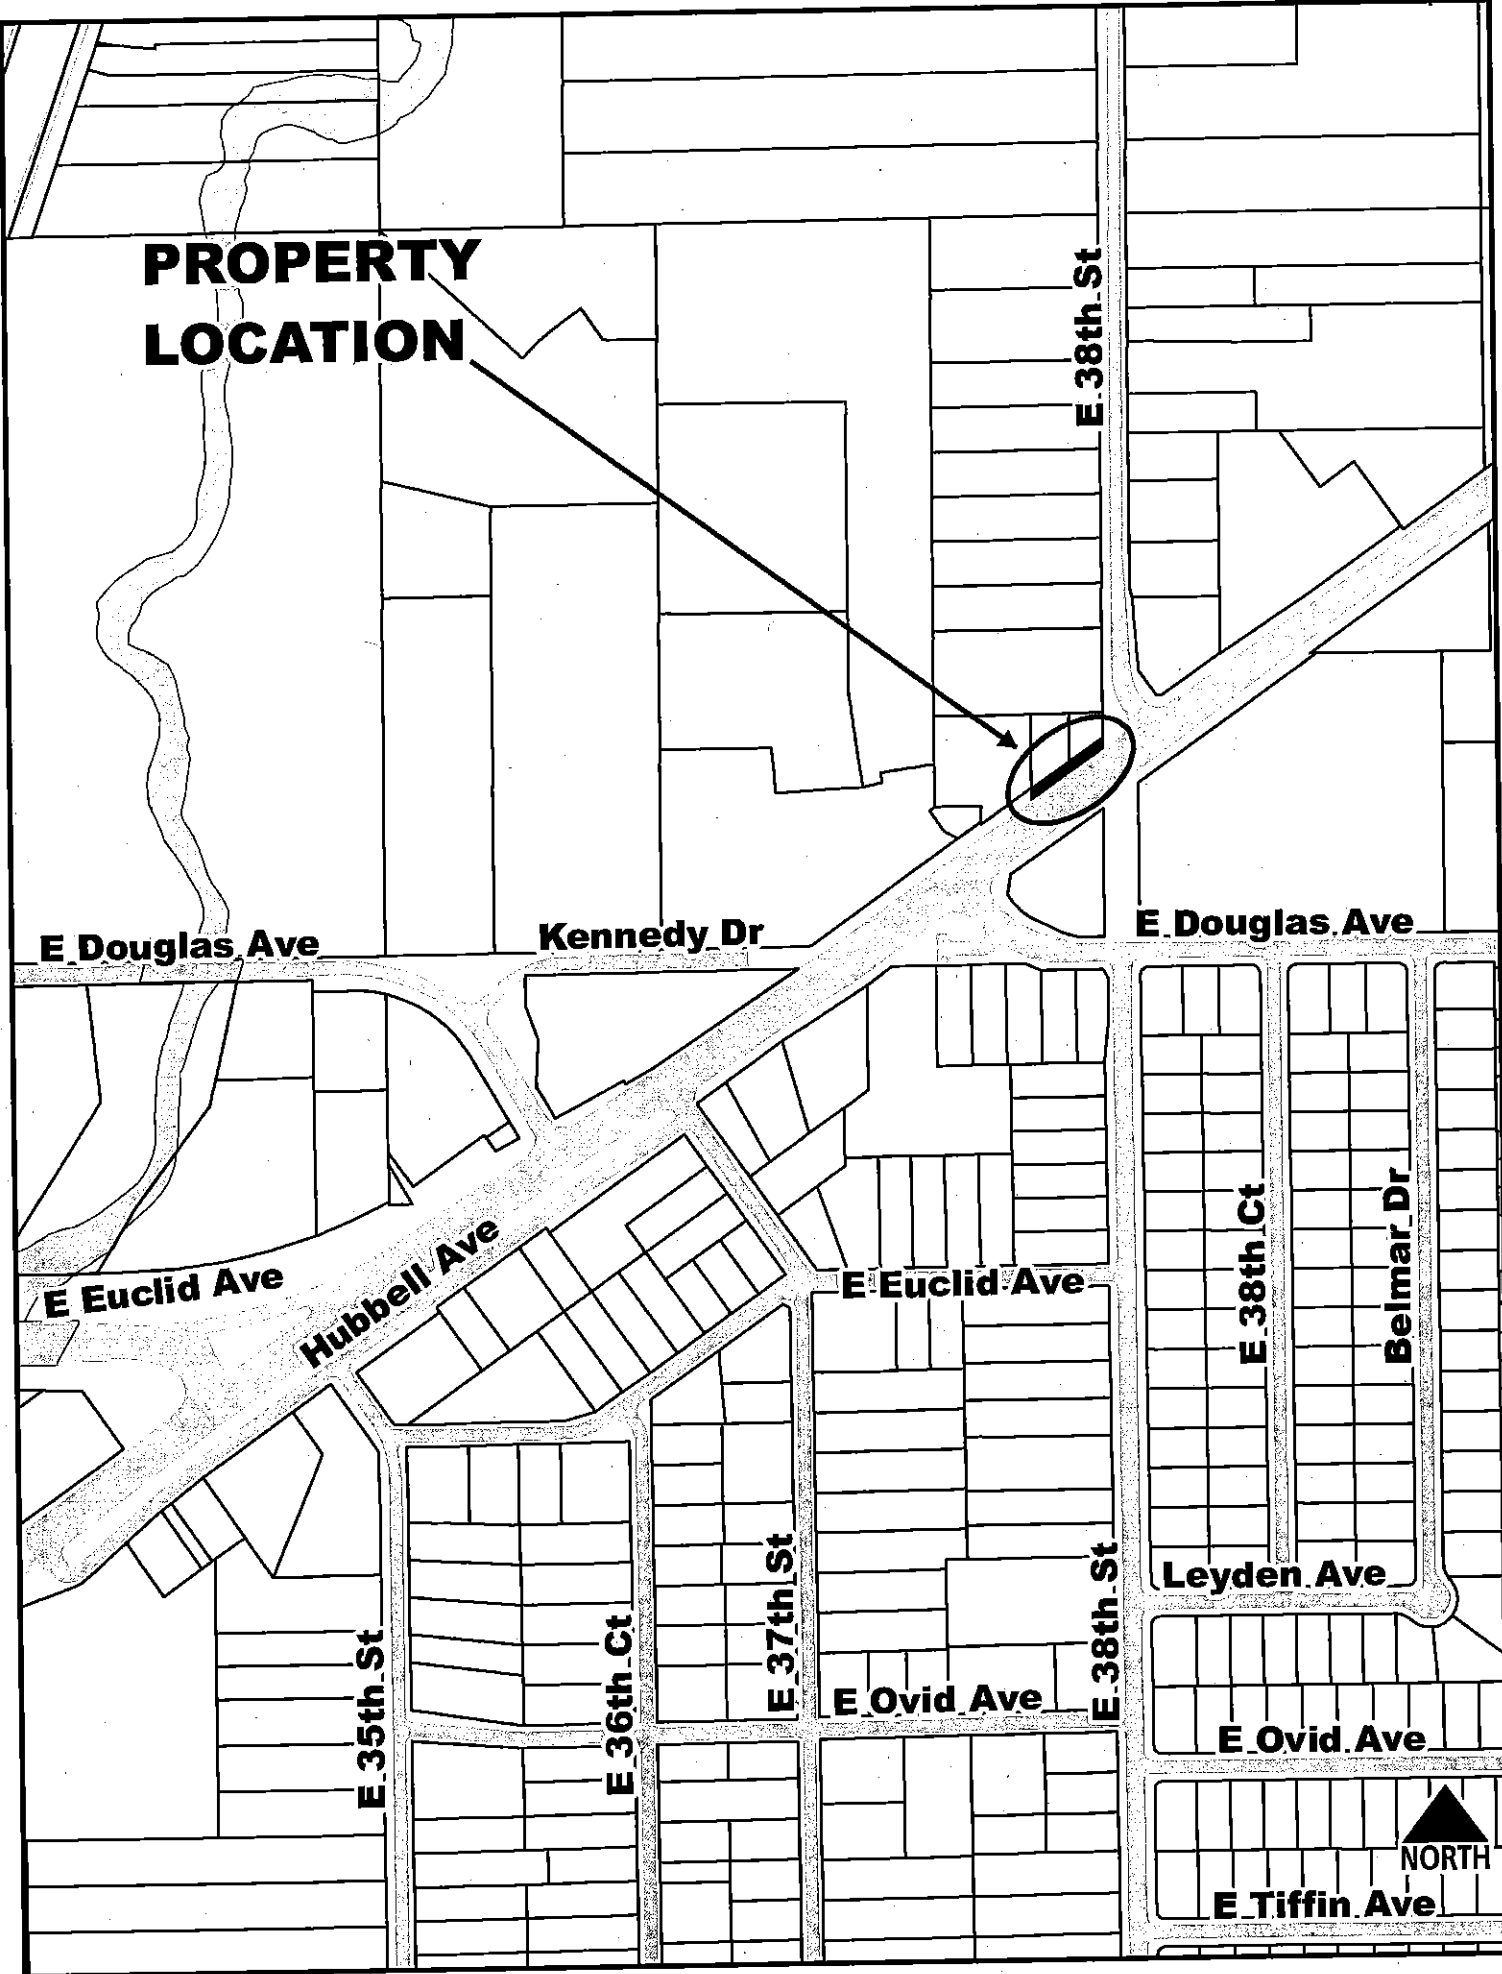 PROPERTY
LOCATION
E 38th St
E Douglas Ave
Kennedy Dr
E Douglas Ave
E Euclid Ave
Hubbell Ave
E Euclid Ave
E 38th Ct
Belmar Dr
E 35th St
E 36th Ct
E 37th St
E 38th St
Leyden Ave
E Ovid Ave
E Ovid Ave
NORTH
E Tiffin Ave